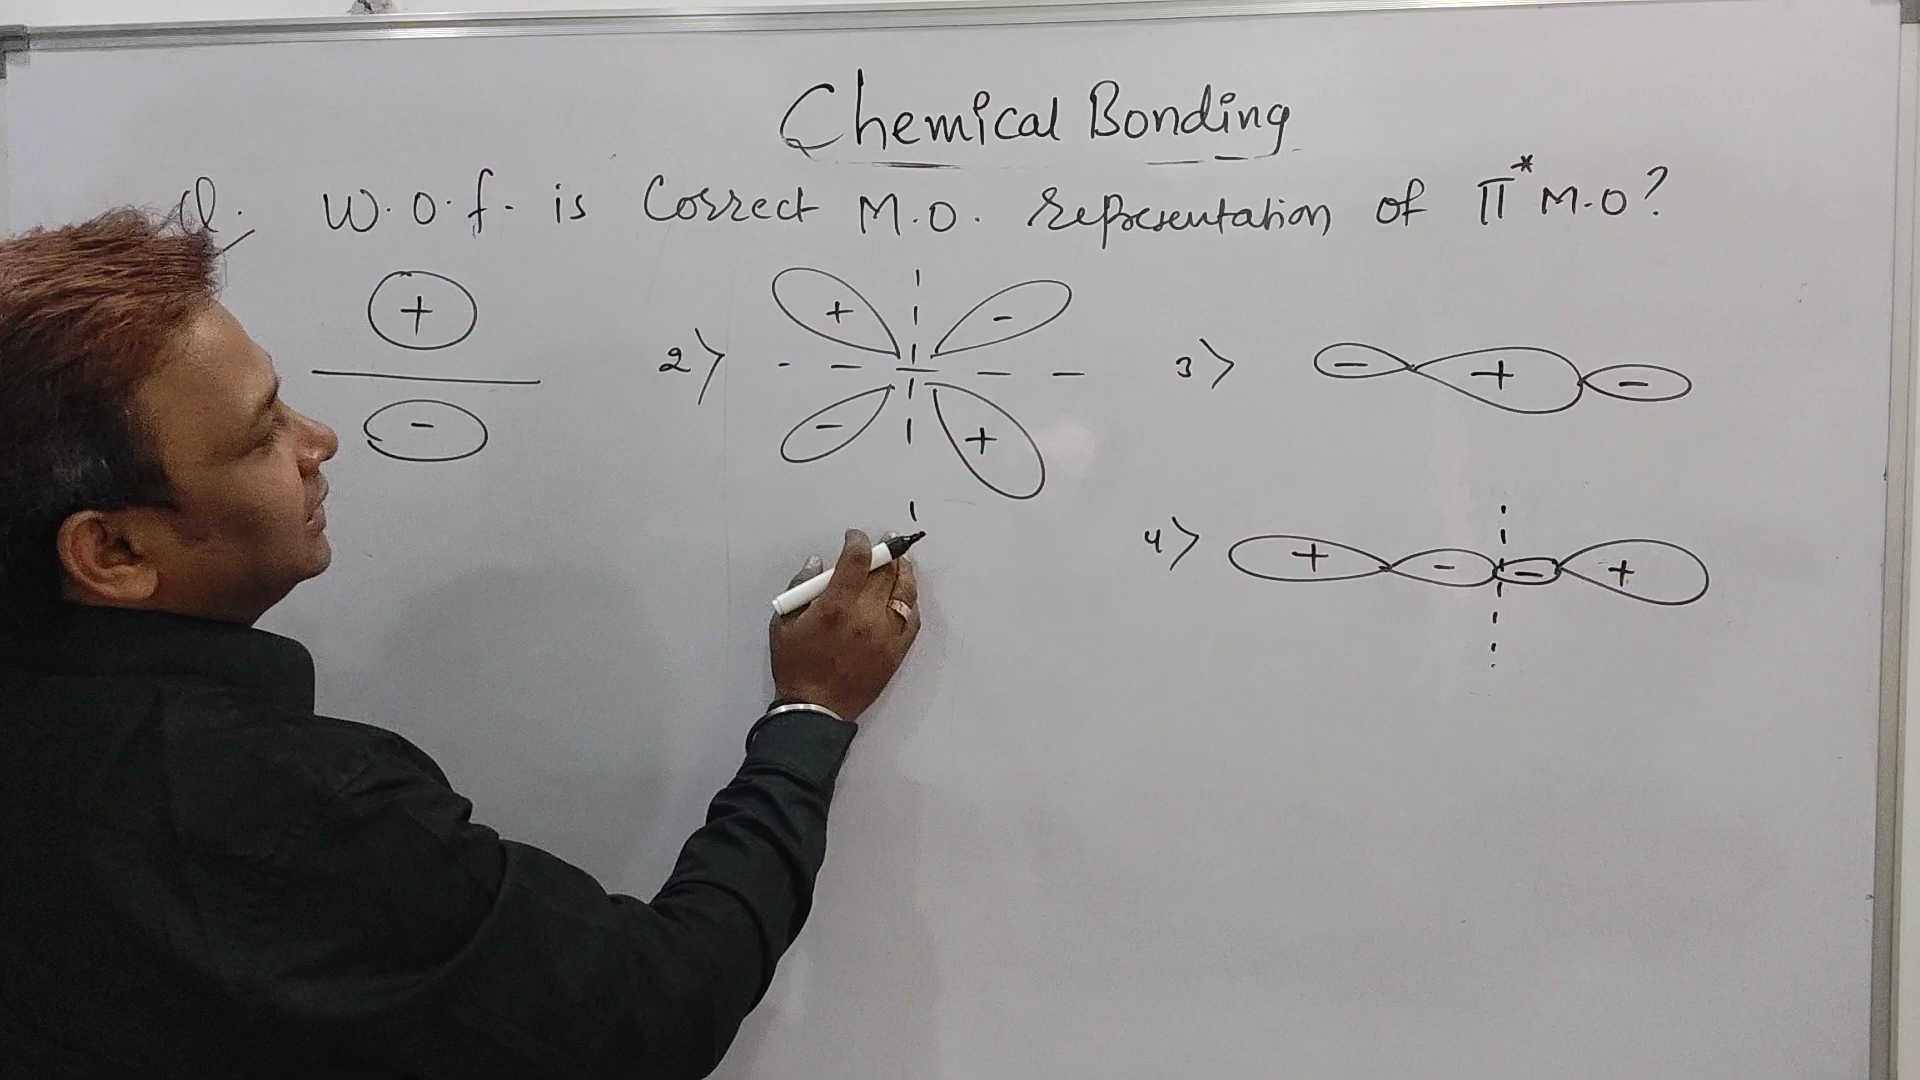 Chemical Bonding
Q. W.O.f. is Correct M.O. representation of π* M.O?
+
-
2> + - - +
3> - + -
4> + - - +